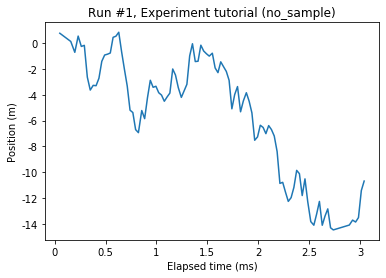 Run #1, Experiment tutorial (no_sample)
Position (m)
0
-2
-4
-6
-8
-10
-12
-14
0 0.5 1 1.5 2 2.5 3
Elapsed time (ms)